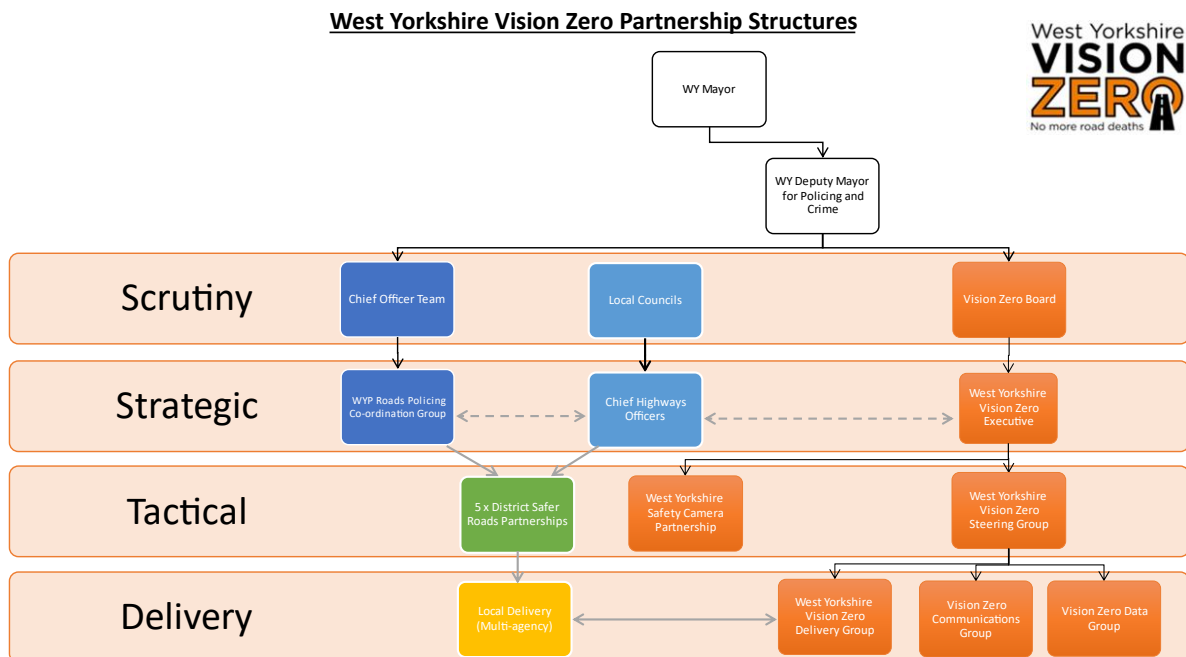 West Yorkshire Vision Zero Partnership Structures
West Yorkshire
VISION
ZERO
No more road deaths
WY Mayor
WY Deputy Mayor
for Policing and
Crime
Scrutiny
Chief Officer Team
Local Councils
Vision Zero Board
Strategic
WYP Roads Policing
Co-ordination Group
Chief Highways
Officers
West Yorkshire
Vision Zero
Executive
Tactical
5 x District Safer
Roads Partnerships
West Yorkshire
Safety Camera
Partnership
West Yorkshire
Vision Zero
Steering Group
Delivery
Local Delivery
(Multi-agency)
West Yorkshire
Vision Zero
Delivery Group
Vision Zero
Communications
Group
Vision Zero Data
Group